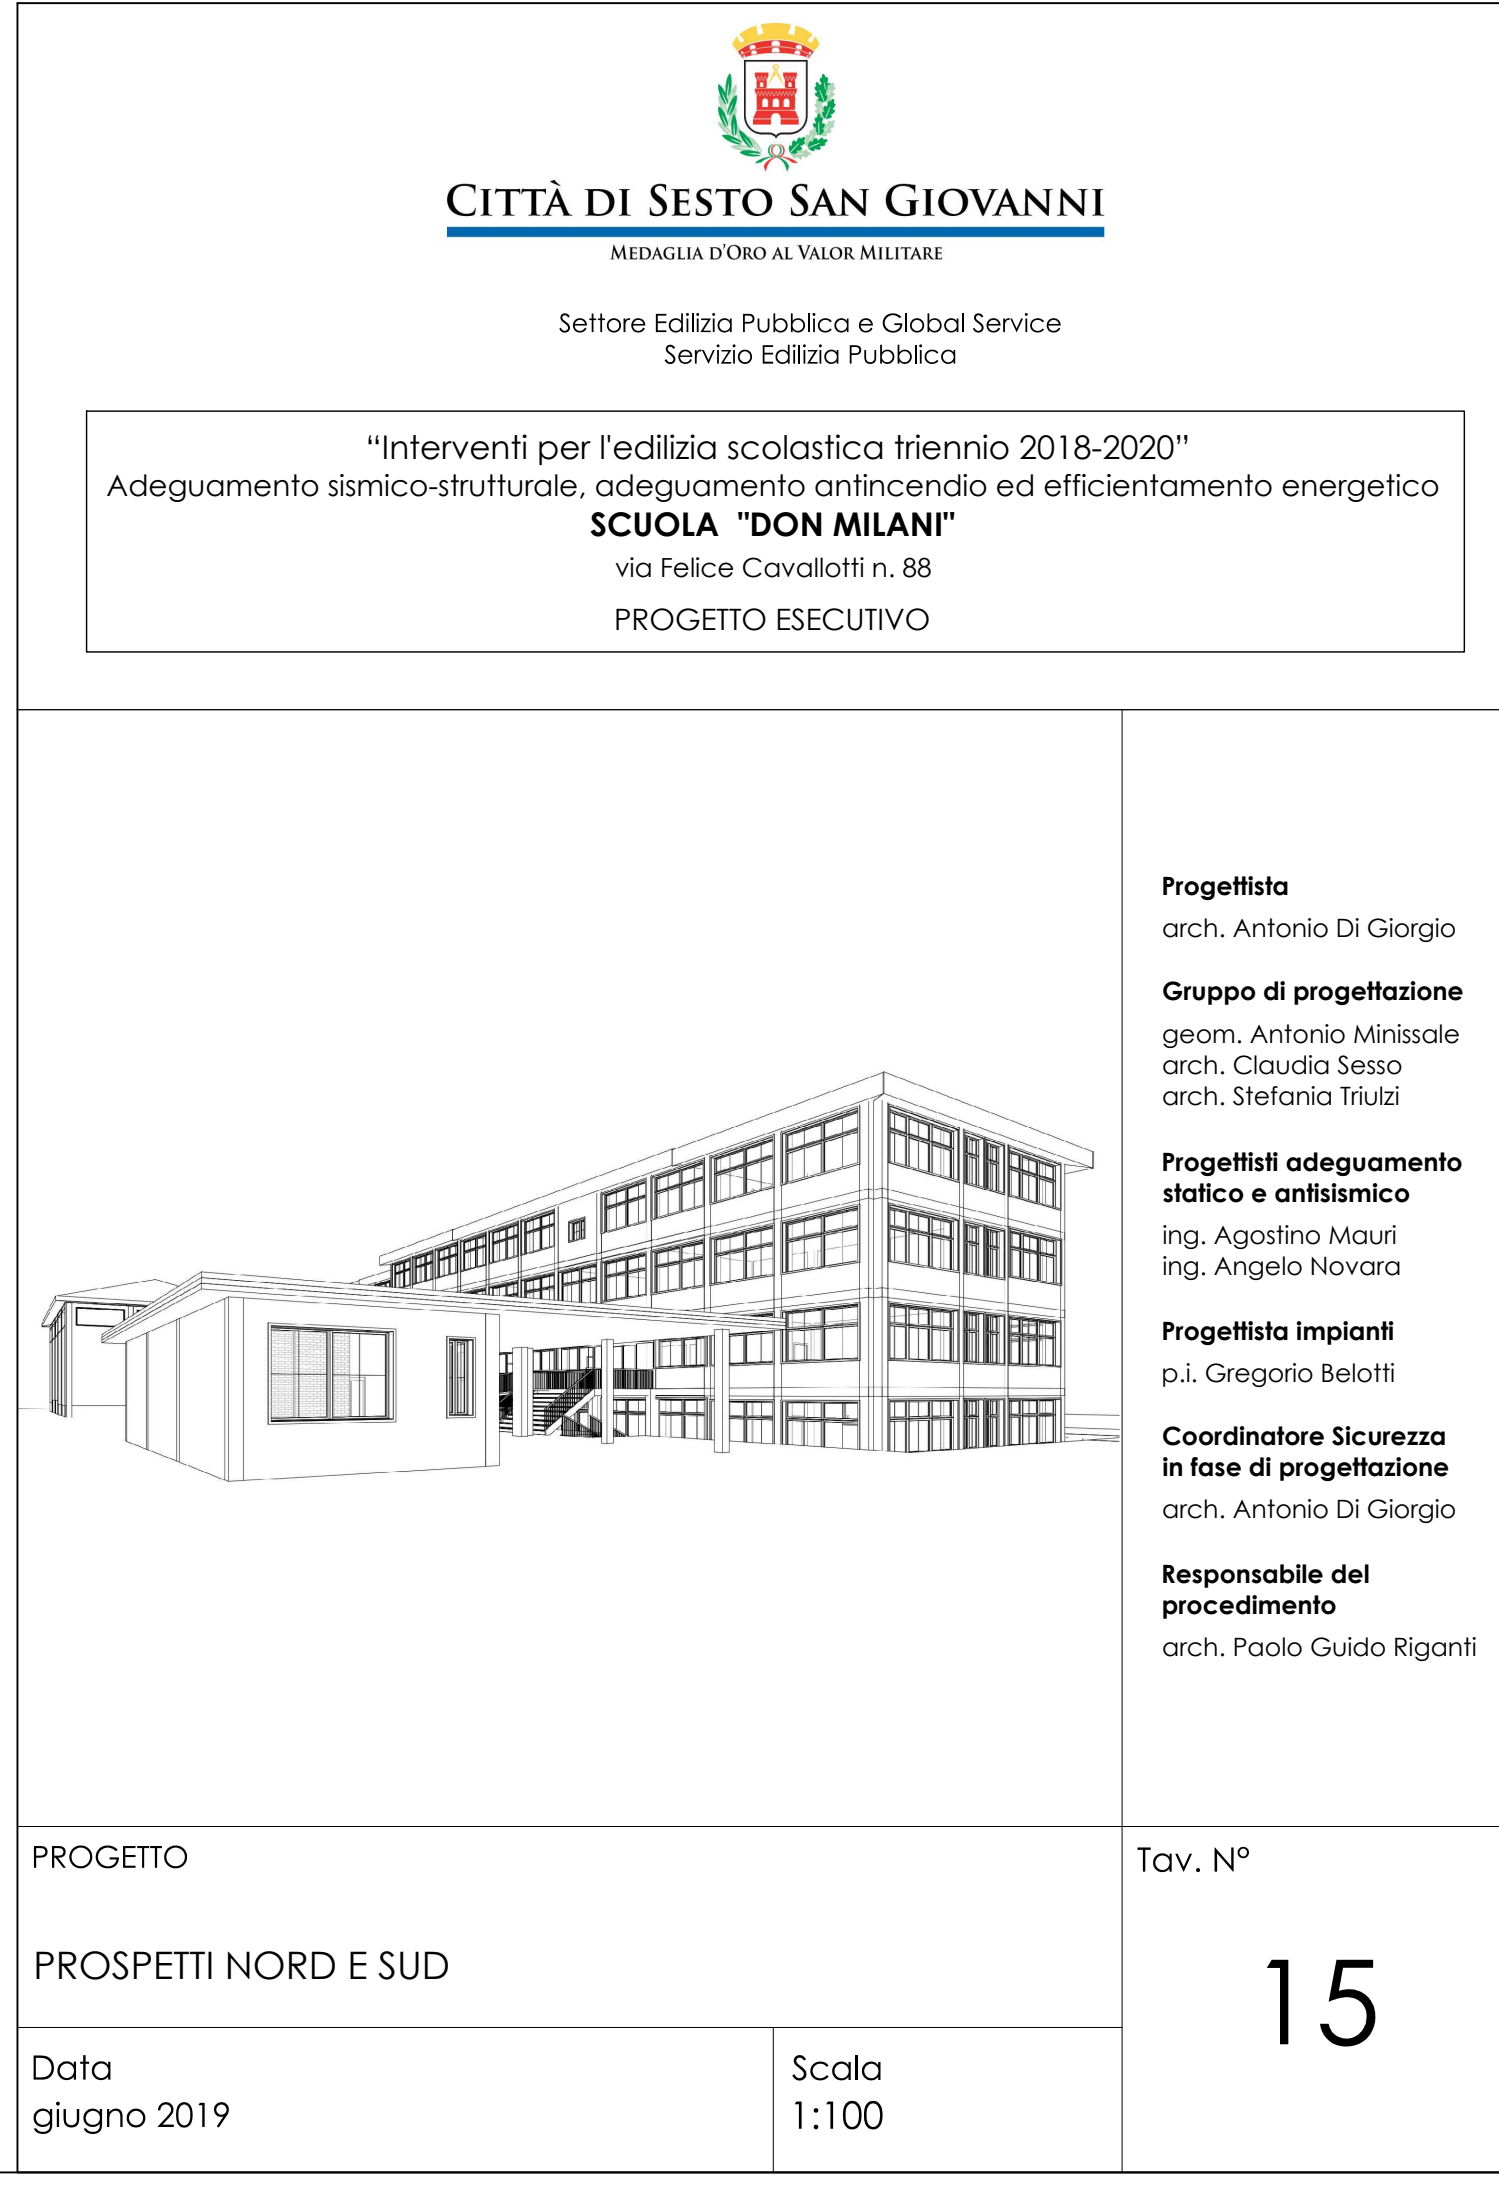 CITTÀ DI SESTO SAN GIOVANNI
MEDAGLIA D'ORO AL VALOR MILITARE
Settore Edilizia Pubblica e Global Service
Servizio Edilizia Pubblica
“Interventi per l'edilizia scolastica triennio 2018-2020”
Adeguamento sismico-strutturale, adeguamento antincendio ed efficientamento energetico
SCUOLA "DON MILANI"
via Felice Cavallotti n. 88
PROGETTO ESECUTIVO
Progettista
arch. Antonio Di Giorgio
Gruppo di progettazione
geom. Antonio Minissale
arch. Claudia Sesso
arch. Stefania Triulzi
Progettisti adeguamento
statico e antisismico
ing. Agostino Mauri
ing. Angelo Novara
Progettista impianti
p.i. Gregorio Belotti
Coordinatore Sicurezza
in fase di progettazione
arch. Antonio Di Giorgio
Responsabile del
procedimento
arch. Paolo Guido Riganti
PROGETTO
PROSPETTI NORD E SUD
Tav. N°
15
Data
giugno 2019
Scala
1:100